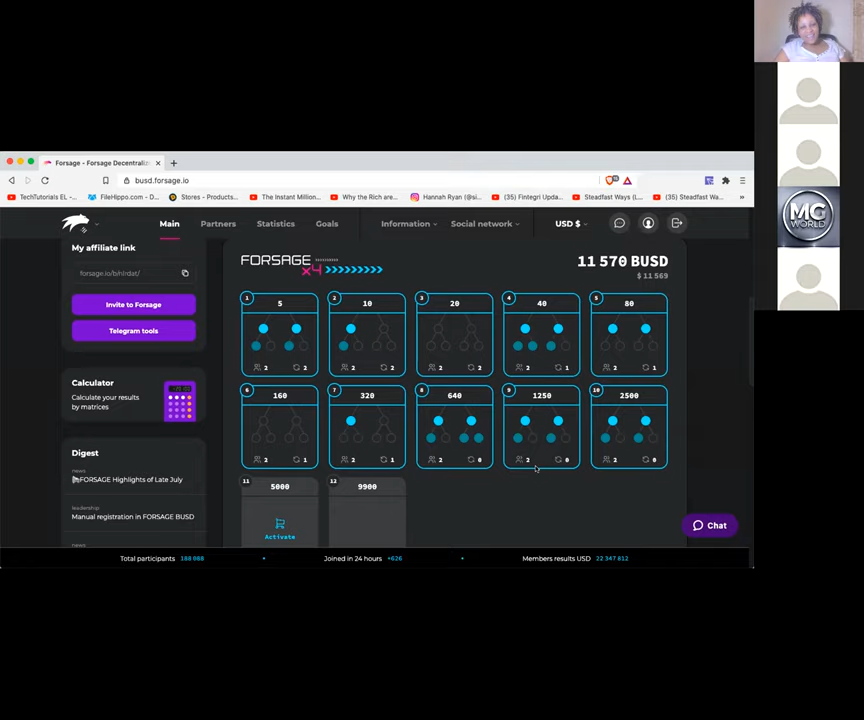 Forsage - Forsage Decentraliz
busd.forsage.io
TechTutorials EL -...
FileHippo.com - D...
Stores - Products...
The Instant Million...
Why the Rich are...
Hannah Ryan (@si...
(35) Fintegri Upda...
Steadfast Ways (L...
(35) Steadfast Wa...
Main
Partners
Statistics
Goals
Information
Social network
USD $
My affiliate link
Invite to Forsage
Telegram tools
Calculator
Calculate your results
by matrices
Digest
news
FORSAGE Highlights of Late July
leadership
Manual registration in FORSAGE BUSD
news
FORSAGE
x4
11 570 BUSD
$ 11 569
1 5
2 2
2 10
2 2
3 20
2 2
4 40
2 1
5 80
2 1
6 160
2 1
7 320
2 1
8 640
2 0
9 1250
2 0
10 2500
2 0
11 5000
Activate
12 9900
Chat
Total participants 188 068
Joined in 24 hours +626
Members results USD 22 347 812
MG
WORLD